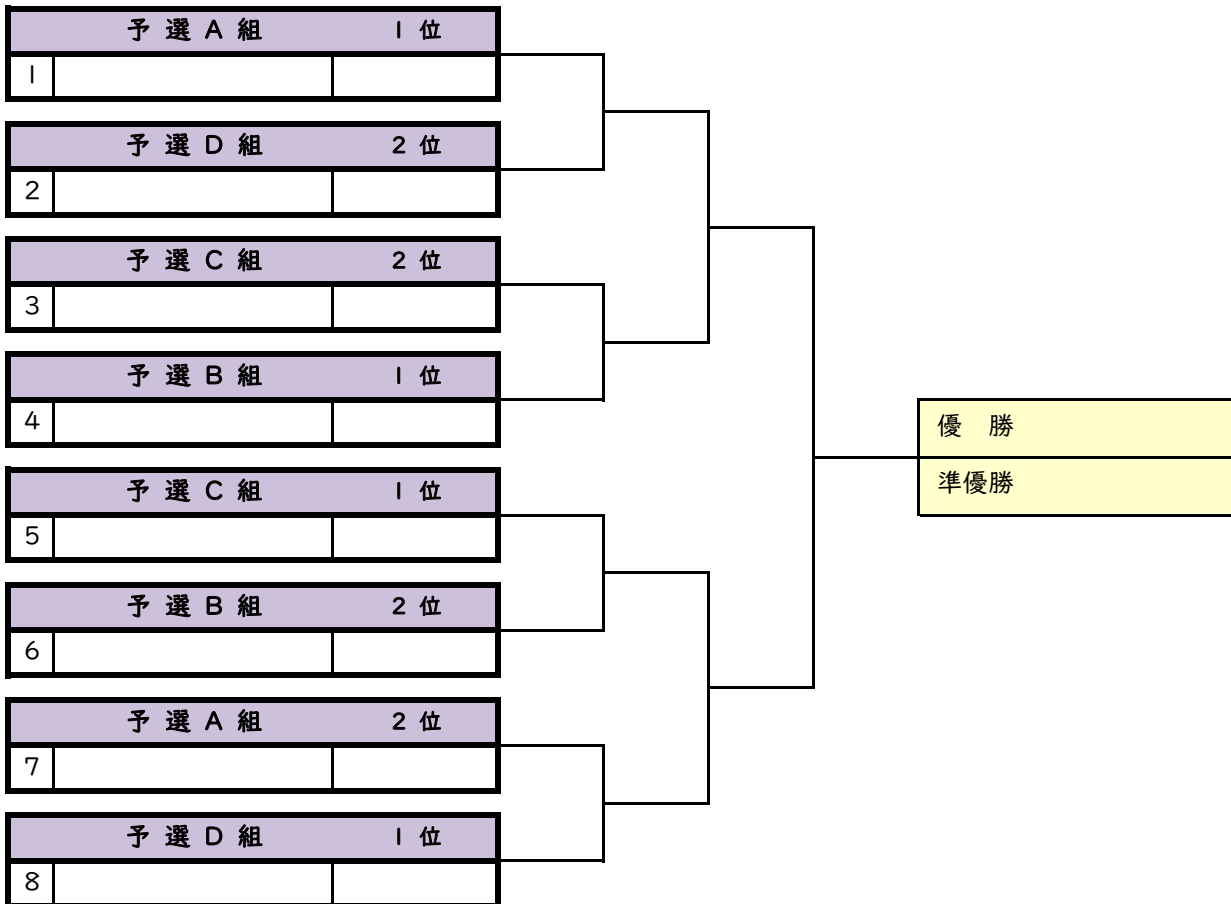 予 選 A 組 1 位
1
予 選 D 組 2 位
2
予 選 C 組 2 位
3
予 選 B 組 1 位
4
予 選 C 組 1 位
5
予 選 B 組 2 位
6
予 選 A 組 2 位
7
予 選 D 組 1 位
8
優　勝
準優勝